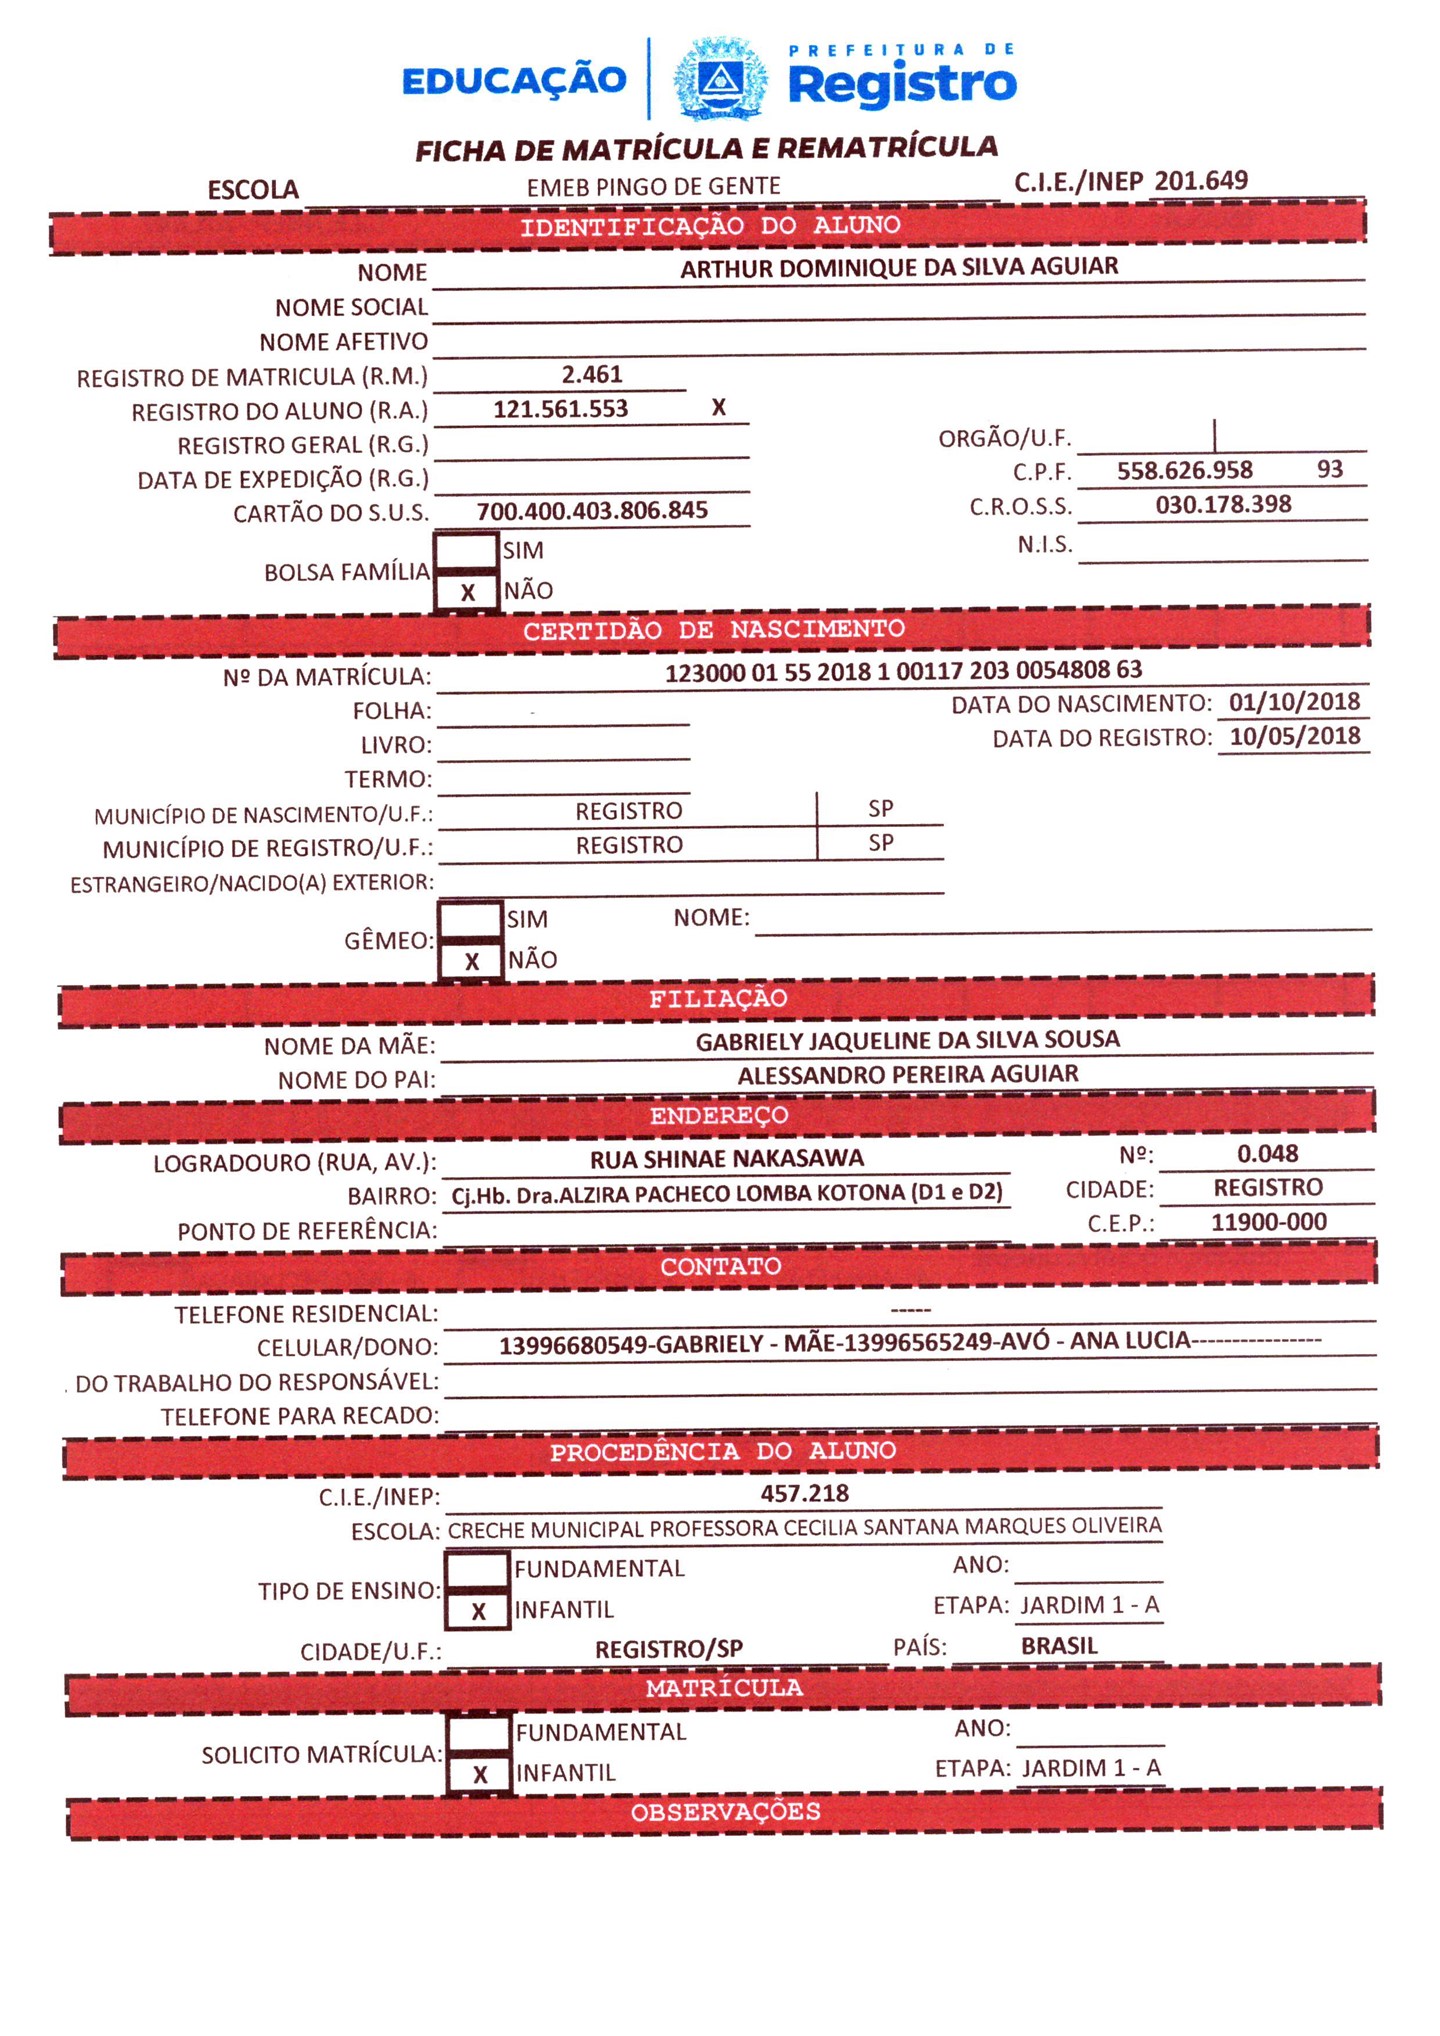 EDUCAÇÃO
PREFEITURA DE
Registro
FICHA DE MATRÍCULA E REMATRÍCULA
ESCOLA EMEB PINGO DE GENTE C.I.E./INEP 201.649
IDENTIFICAÇÃO DO ALUNO
NOME ARTHUR DOMINIQUE DA SILVA AGUIAR
NOME SOCIAL
NOME AFETIVO
REGISTRO DE MATRICULA (R.M.) 2.461
REGISTRO DO ALUNO (R.A.) 121.561.553 X
REGISTRO GERAL (R.G.) ORGÃO/U.F.
DATA DE EXPEDIÇÃO (R.G.) C.P.F. 558.626.958 93
CARTÃO DO S.U.S. 700.400.403.806.845 C.R.O.S.S. 030.178.398
BOLSA FAMÍLIA SIM N.I.S.
X NÃO
CERTIDÃO DE NASCIMENTO
Nº DA MATRÍCULA: 123000 01 55 2018 1 00117 203 0054808 63
FOLHA: - DATA DO NASCIMENTO: 01/10/2018
LIVRO: DATA DO REGISTRO: 10/05/2018
TERMO:
MUNICÍPIO DE NASCIMENTO/U.F.: REGISTRO SP
MUNICÍPIO DE REGISTRO/U.F.: REGISTRO SP
ESTRANGEIRO/NACIDO(A) EXTERIOR:
GÊMEO: SIM NOME:
X NÃO
FILIAÇÃO
NOME DA MÃE: GABRIELY JAQUELINE DA SILVA SOUSA
NOME DO PAI: ALESSANDRO PEREIRA AGUIAR
ENDEREÇO
LOGRADOURO (RUA, AV.): RUA SHINAE NAKASAWA Nº: 0.048
BAIRRO: Cj.Hb. Dra.ALZIRA PACHECO LOMBA KOTONA (D1 e D2) CIDADE: REGISTRO
PONTO DE REFERÊNCIA: C.E.P.: 11900-000
CONTATO
TELEFONE RESIDENCIAL: -----
CELULAR/DONO: 13996680549-GABRIELY - MÃE-13996565249-AVÓ - ANA LUCIA----------------
. DO TRABALHO DO RESPONSÁVEL:
TELEFONE PARA RECADO:
PROCEDÊNCIA DO ALUNO
C.I.E./INEP: 457.218
ESCOLA: CRECHE MUNICIPAL PROFESSORA CECILIA SANTANA MARQUES OLIVEIRA
TIPO DE ENSINO: FUNDAMENTAL ANO:
X INFANTIL ETAPA: JARDIM 1 - A
CIDADE/U.F.: REGISTRO/SP PAÍS: BRASIL
MATRÍCULA
SOLICITO MATRÍCULA: FUNDAMENTAL ANO:
X INFANTIL ETAPA: JARDIM 1 - A
OBSERVAÇÕES